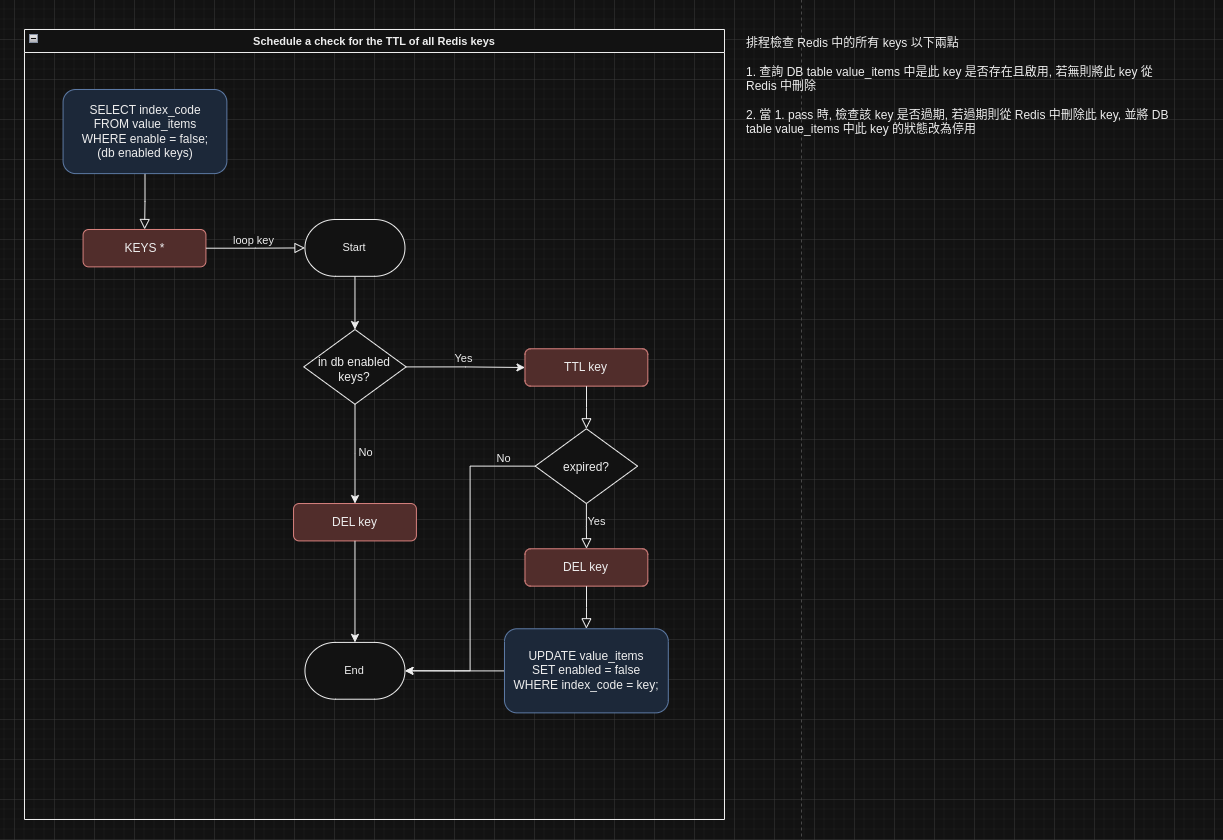 Schedule a check for the TTL of all Redis keys
SELECT index_code
FROM value_items
WHERE enable = false;
(db enabled keys)
KEYS *
loop key
Start
in db enabled
keys?
Yes
TTL key
No
expired?
No
Yes
DEL key
DEL key
UPDATE value_items
SET enabled = false
WHERE index_code = key;
End
排程檢查 Redis 中的所有 keys 以下兩點
1. 查詢 DB table value_items 中是此 key 是否存在且啟用, 若無則將此 key 從
Redis 中刪除
2. 當 1. pass 時, 檢查該 key 是否過期, 若過期則從 Redis 中刪除此 key, 並將 DB
table value_items 中此 key 的狀態改為停用